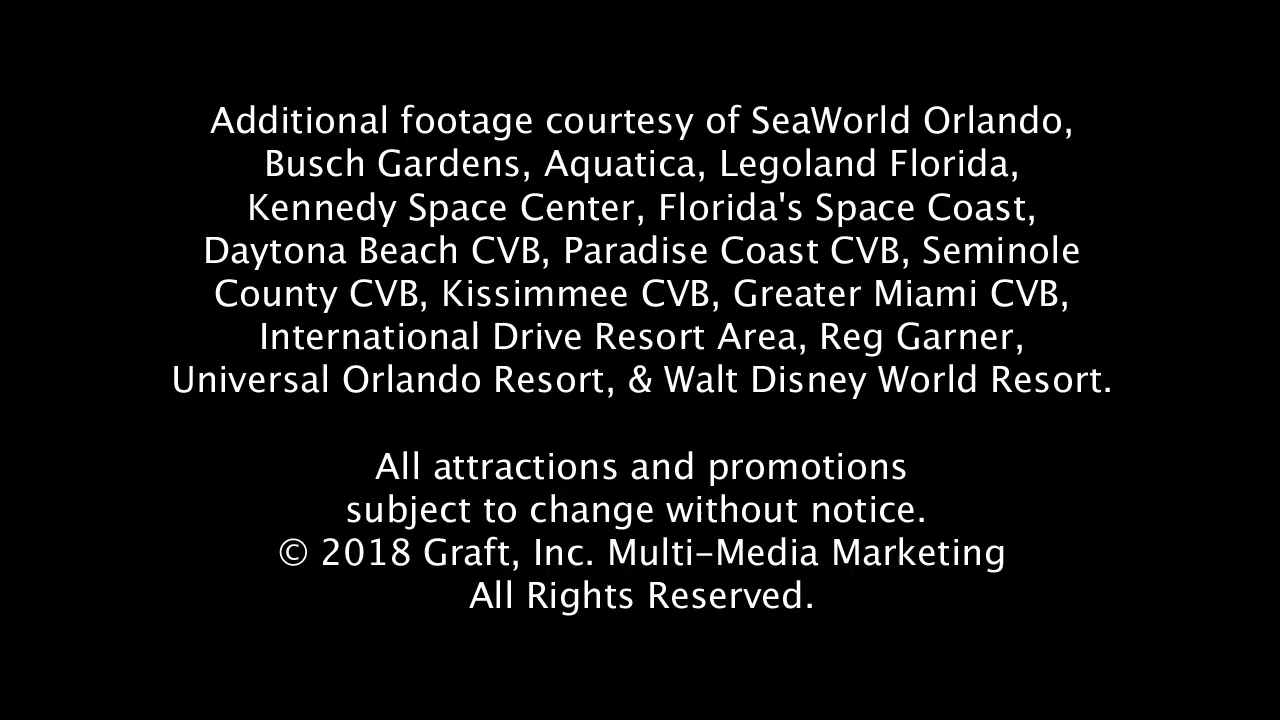 Additional footage courtesy of SeaWorld Orlando,
Busch Gardens, Aquatica, Legoland Florida,
Kennedy Space Center, Florida's Space Coast,
Daytona Beach CVB, Paradise Coast CVB, Seminole
County CVB, Kissimmee CVB, Greater Miami CVB,
International Drive Resort Area, Reg Garner,
Universal Orlando Resort, & Walt Disney World Resort.
All attractions and promotions
subject to change without notice.
© 2018 Graft, Inc. Multi–Media Marketing
All Rights Reserved.